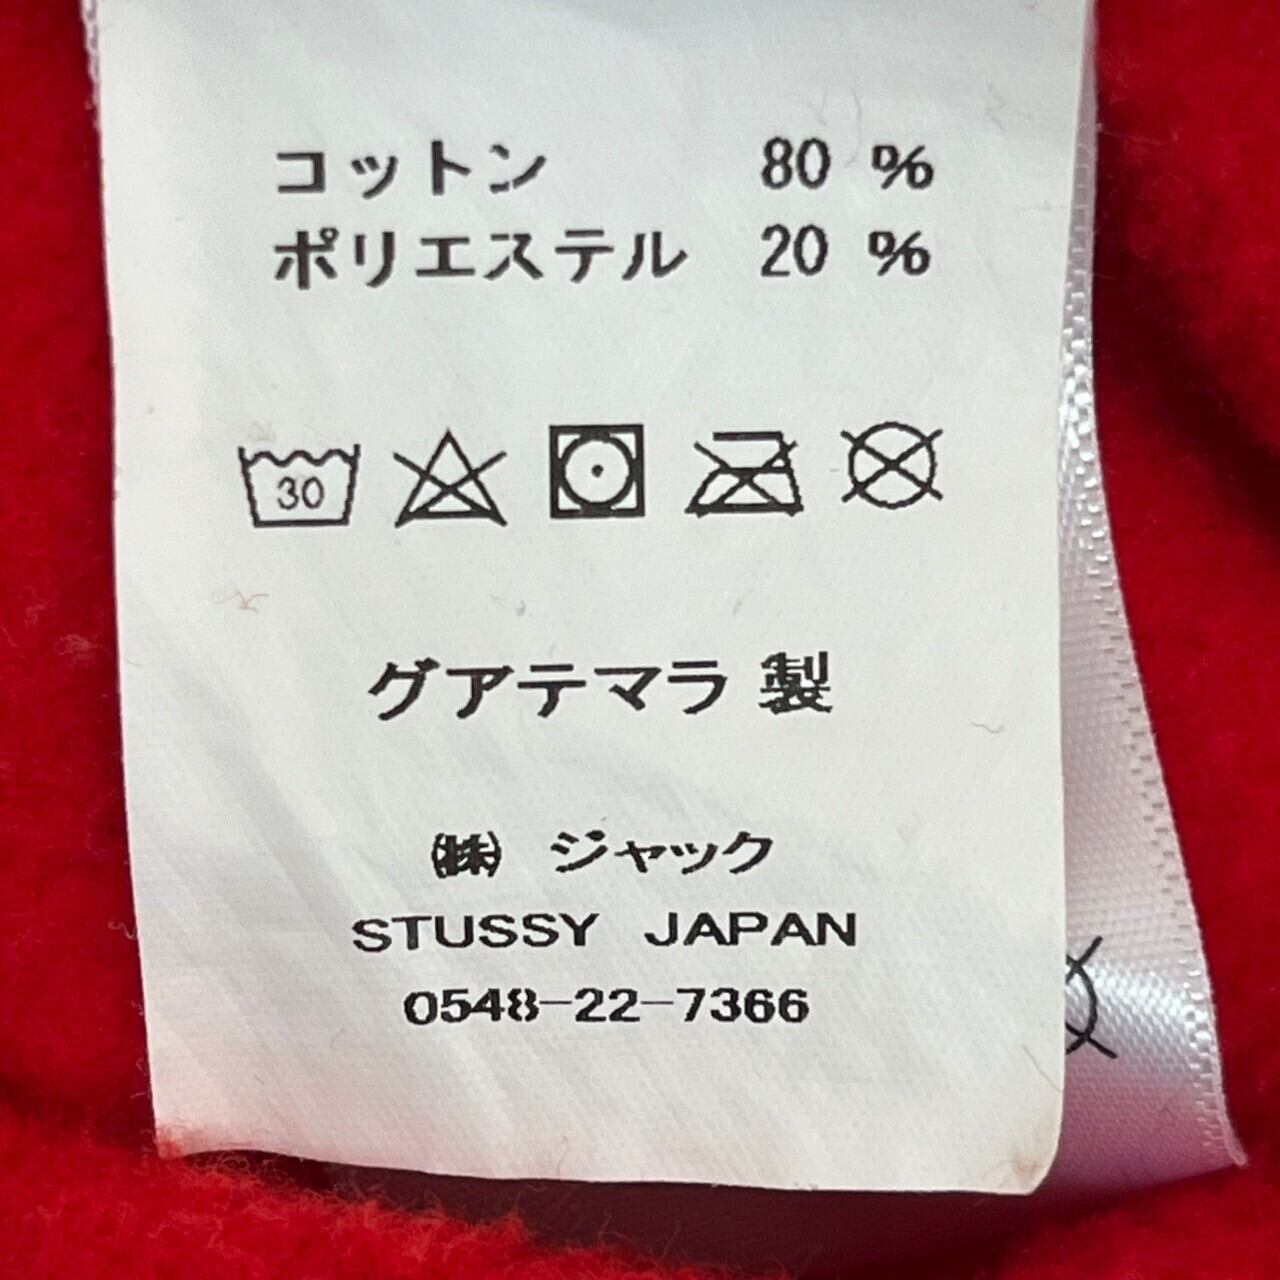 コットン 80 %
ポリエステル 20 %
30
グアテマラ 製
㈱ ジャック
STUSSY JAPAN
0548-22-7366